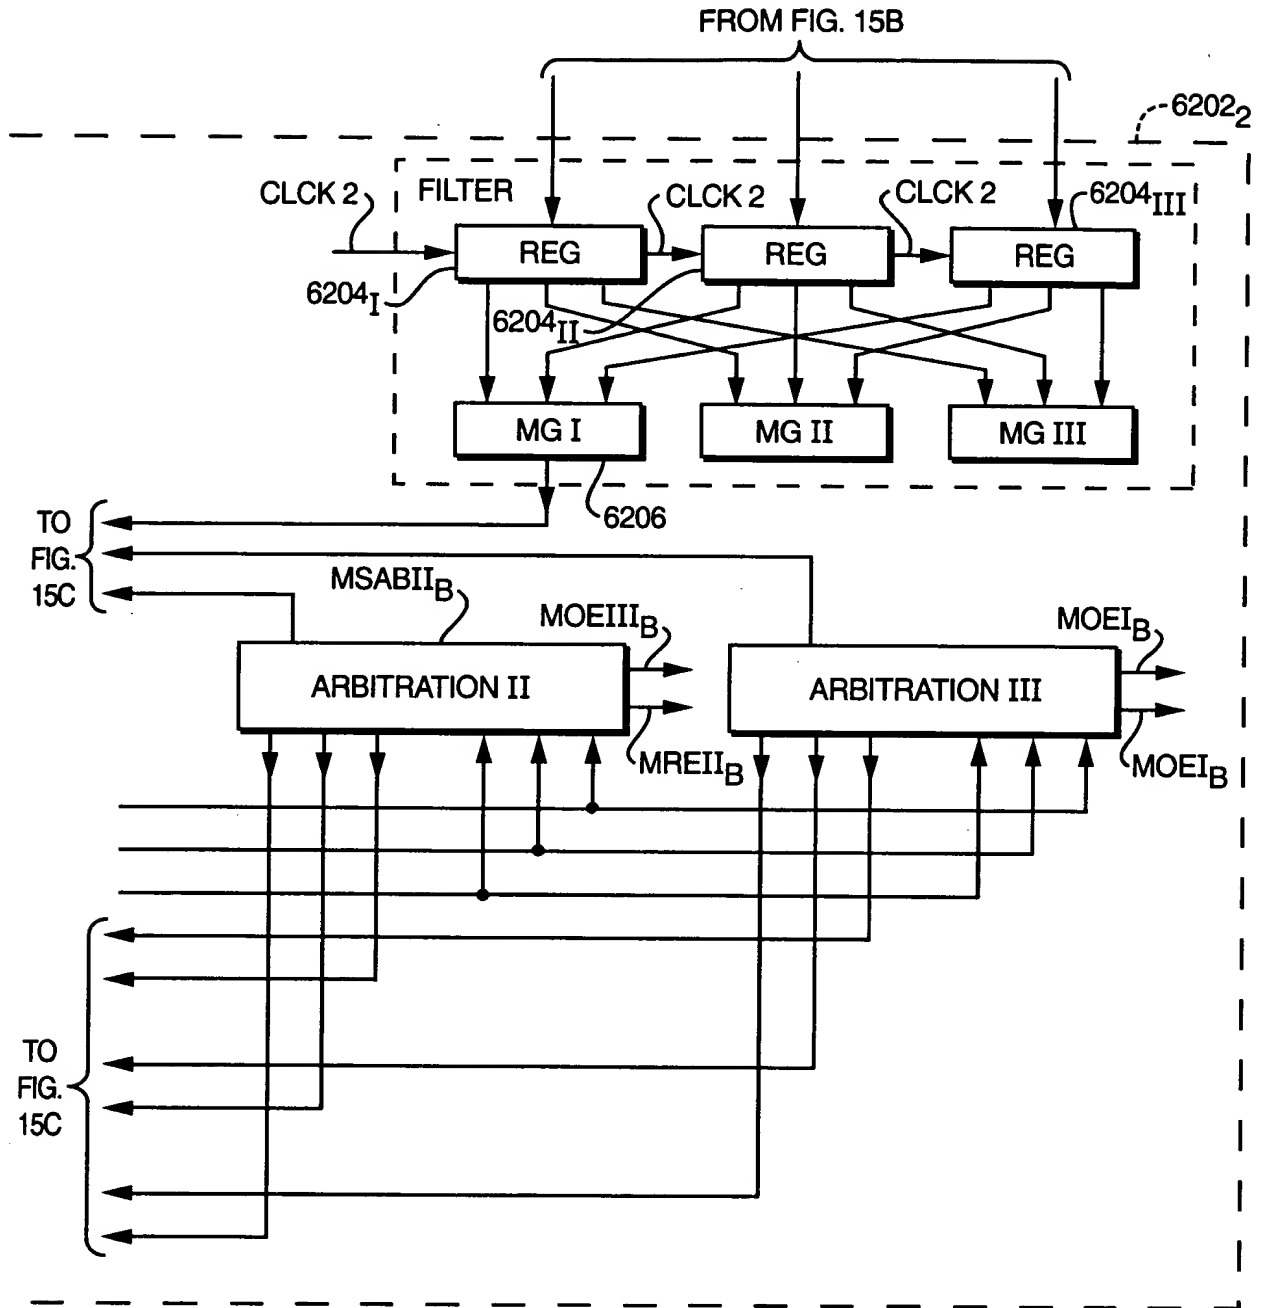 FROM FIG. 15B
6202₂
FILTER
CLCK 2
CLCK 2
CLCK 2
6204III
REG
REG
REG
6204I
6204II
MG I
MG II
MG III
6206
TO
FIG.
15C
MSABIIB
MOEIIIB
MOEIB
ARBITRATION II
ARBITRATION III
MREIIB
MOEIB
TO
FIG.
15C